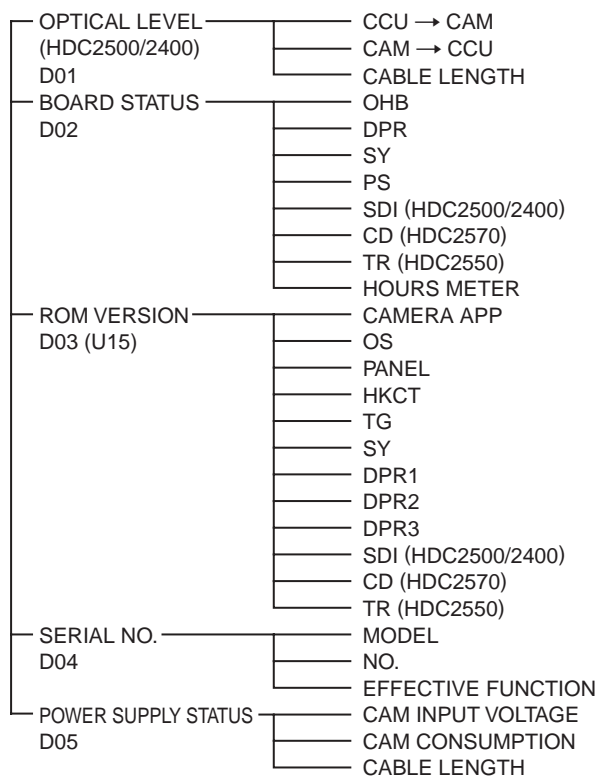 OPTICAL LEVEL
(HDC2500/2400)
D01
CCU → CAM
CAM → CCU
CABLE LENGTH
BOARD STATUS
D02
OHB
DPR
SY
PS
SDI (HDC2500/2400)
CD (HDC2570)
TR (HDC2550)
HOURS METER
ROM VERSION
D03 (U15)
CAMERA APP
OS
PANEL
HKCT
TG
SY
DPR1
DPR2
DPR3
SDI (HDC2500/2400)
CD (HDC2570)
TR (HDC2550)
SERIAL NO.
D04
MODEL
NO.
EFFECTIVE FUNCTION
POWER SUPPLY STATUS
D05
CAM INPUT VOLTAGE
CAM CONSUMPTION
CABLE LENGTH